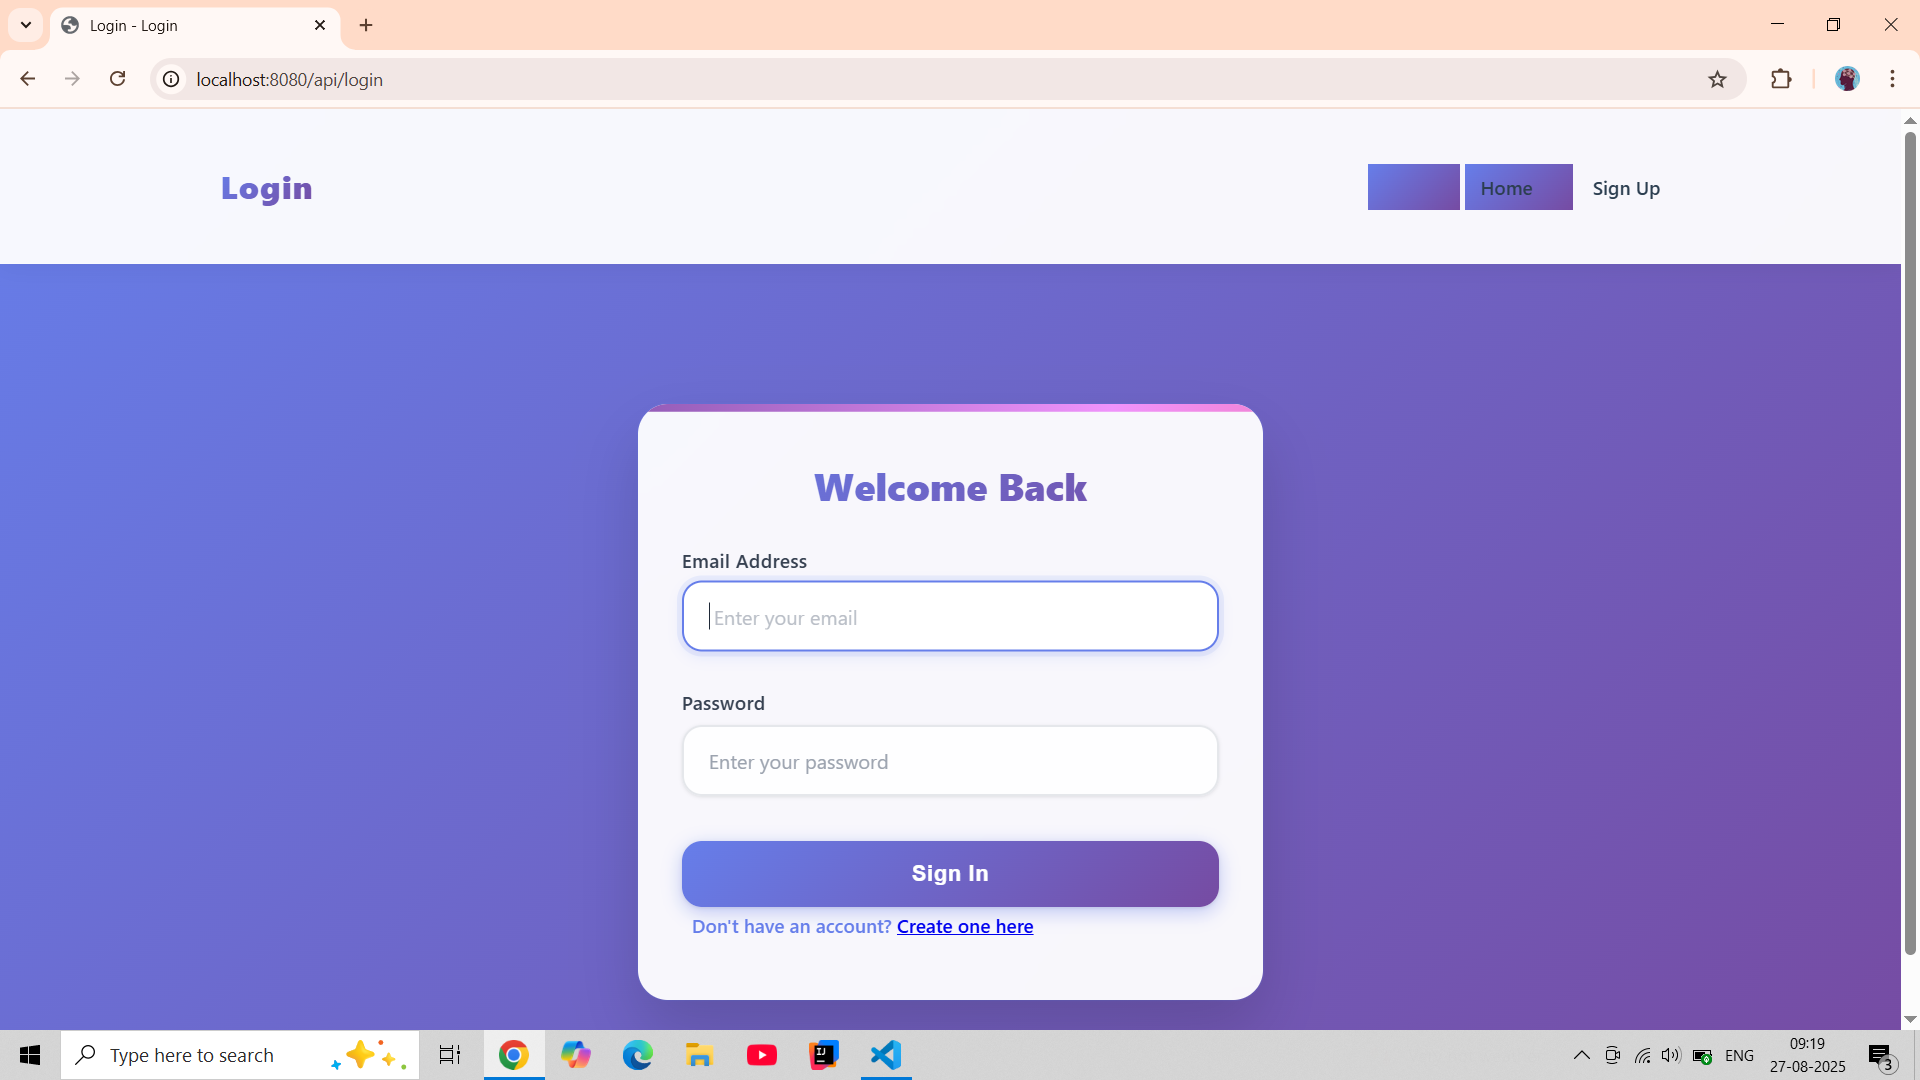 Login - Login
localhost:8080/api/login
Login
Home
Sign Up
Welcome Back
Email Address
Enter your email
Password
Enter your password
Sign In
Don't have an account? Create one here
Type here to search
ENG
09:19
27-08-2025
3